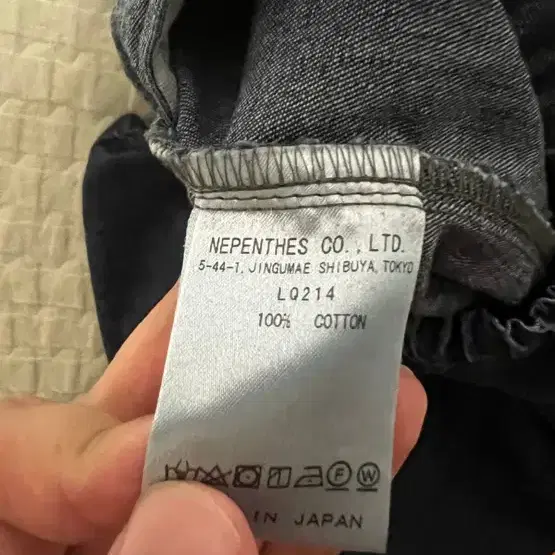 NEPENTHES CO., LTD.
5-44-1, JINGUMAE SHIBUYA, TOKYO
LQ214
100% COTTON
F W
IN JAPAN